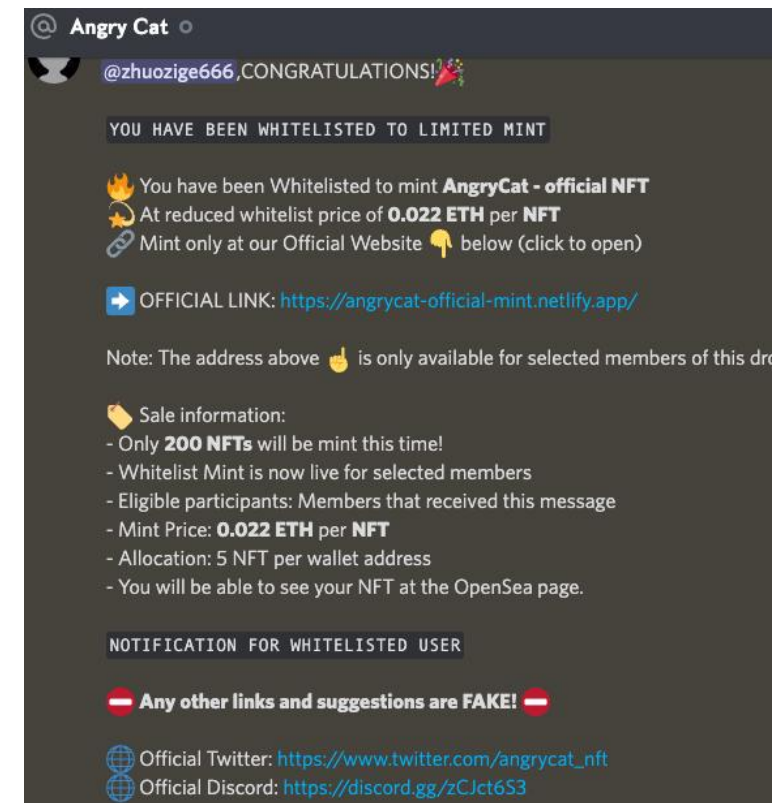 @ Angry Cat
@zhuozige666 ,CONGRATULATIONS!🎉
YOU HAVE BEEN WHITELISTED TO LIMITED MINT
🔥 You have been Whitelisted to mint AngryCat - official NFT
💫 At reduced whitelist price of 0.022 ETH per NFT
🔗 Mint only at our Official Website 👇 below (click to open)
➡️ OFFICIAL LINK: https://angrycat-official-mint.netlify.app/
Note: The address above ☝️ is only available for selected members of this
🏷️ Sale information:
- Only 200 NFTs will be mint this time!
- Whitelist Mint is now live for selected members
- Eligible participants: Members that received this message
- Mint Price: 0.022 ETH per NFT
- Allocation: 5 NFT per wallet address
- You will be able to see your NFT at the OpenSea page.
NOTIFICATION FOR WHITELISTED USER
⛔ Any other links and suggestions are FAKE! ⛔
🌐 Official Twitter: https://www.twitter.com/angrycat_nft
🌐 Official Discord: https://discord.gg/zCJct6S3